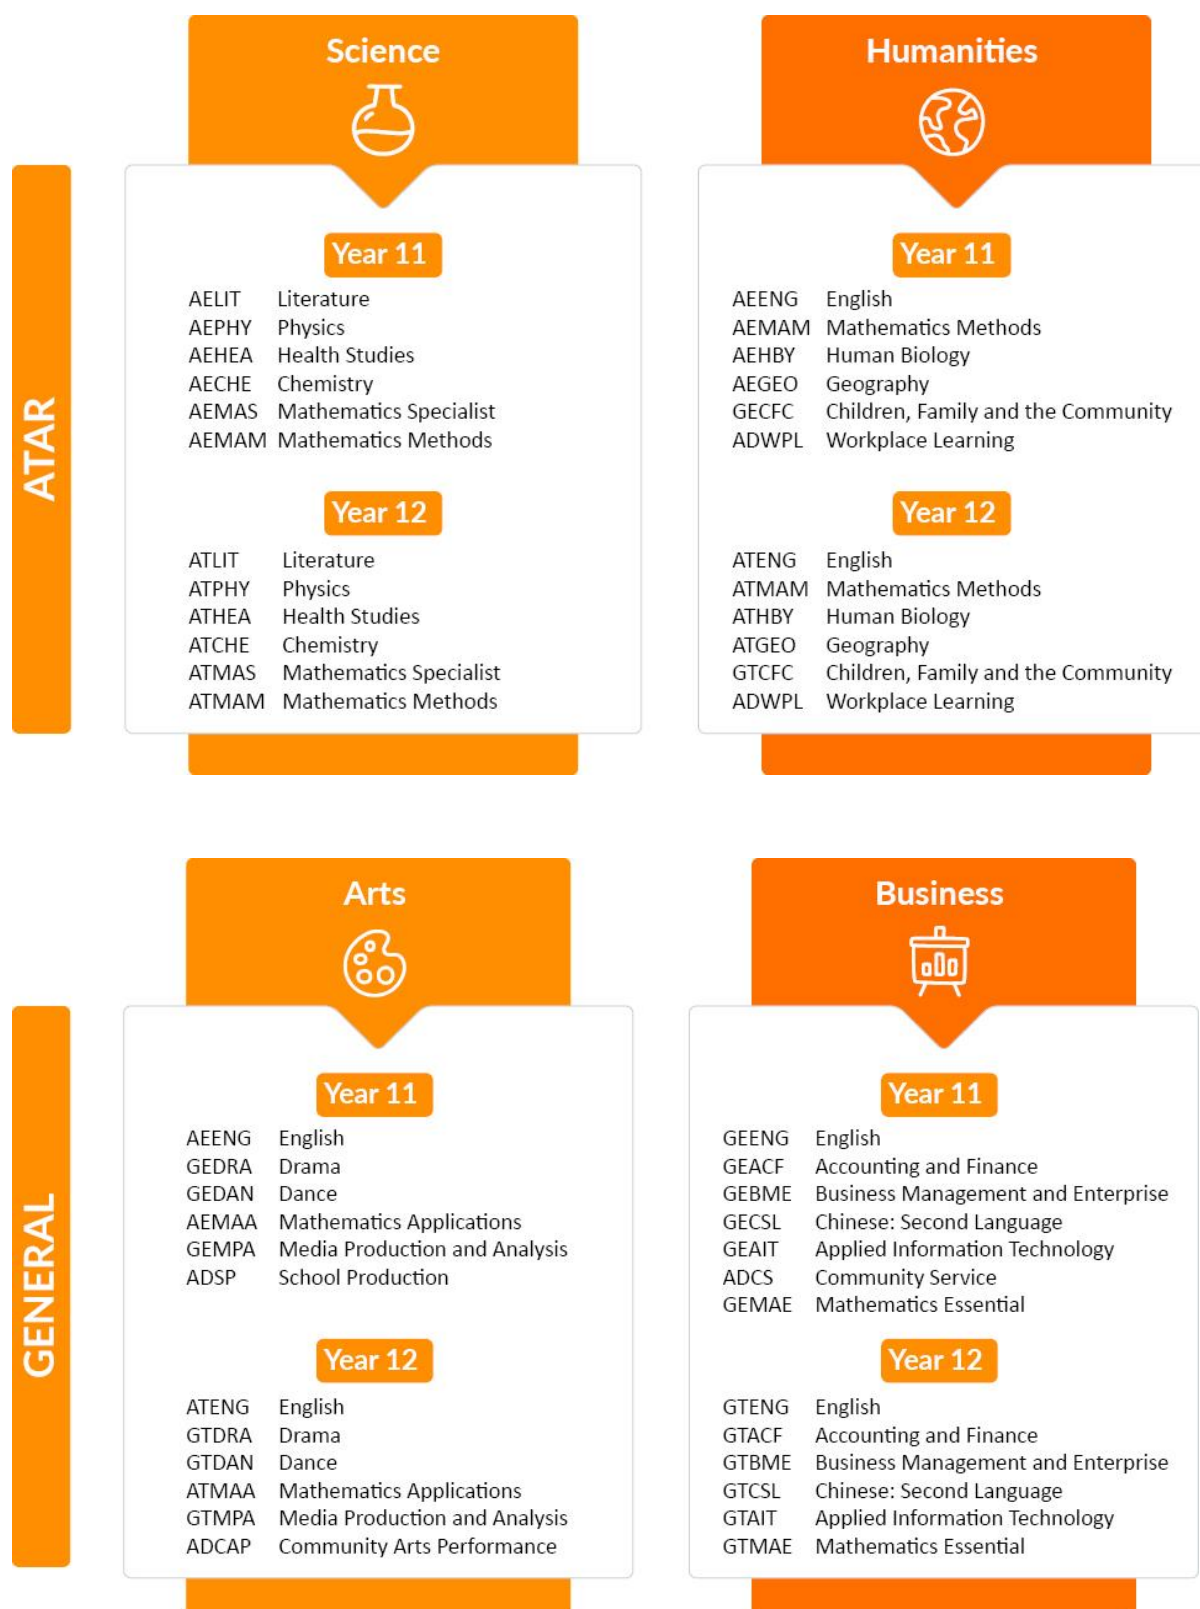 ATAR
Science
Year 11
AELIT Literature
AEPHY Physics
AEHEA Health Studies
AECHE Chemistry
AEMAS Mathematics Specialist
AEMAM Mathematics Methods
Year 12
ATLIT Literature
ATPHY Physics
ATHEA Health Studies
ATCHE Chemistry
ATMAS Mathematics Specialist
ATMAM Mathematics Methods
Humanities
Year 11
AEENG English
AEMAM Mathematics Methods
AEHBY Human Biology
AEGEO Geography
GECFC Children, Family and the Community
ADWPL Workplace Learning
Year 12
ATENG English
ATMAM Mathematics Methods
ATHBY Human Biology
ATGEO Geography
GTCFC Children, Family and the Community
ADWPL Workplace Learning
GENERAL
Arts
Year 11
AEENG English
GEDRA Drama
GEDAN Dance
AEMAA Mathematics Applications
GEMPA Media Production and Analysis
ADSP School Production
Year 12
ATENG English
GTDRA Drama
GTDAN Dance
ATMAA Mathematics Applications
GTMPA Media Production and Analysis
ADCAP Community Arts Performance
Business
Year 11
GEENG English
GEACF Accounting and Finance
GEBME Business Management and Enterprise
GECSL Chinese: Second Language
GEAIT Applied Information Technology
ADCS Community Service
GEMAE Mathematics Essential
Year 12
GTENG English
GTACF Accounting and Finance
GTBME Business Management and Enterprise
GTCSL Chinese: Second Language
GTAIT Applied Information Technology
GTMAE Mathematics Essential